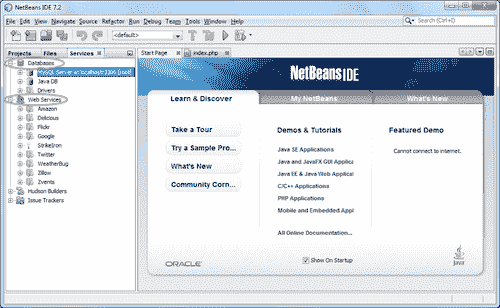 NetBeans IDE 7.2
File Edit View Navigate Source Refactor Run Debug Team Tools Window Help
Search (Ctrl+I)
<default>
Projects Files Services
Start Page index.php
Databases
MySQL Server at localhost:3306 [root]
Java DB
Drivers
Web Services
Amazon
Delicious
Flickr
Google
StrikeIron
Twitter
WeatherBug
Zillow
Zvents
Hudson Builders
Issue Trackers
NetBeans IDE
Learn & Discover My NetBeans What's New
Take a Tour
Try a Sample Pro...
What's New
Community Corn...
Demos & Tutorials
Java SE Applications
Java and JavaFX GUI Applic
Java EE & Java Web Applicat
C/C++ Applications
PHP Applications
Mobile and Embedded Appl
All Online Documentation...
Featured Demo
Cannot connect to internet.
ORACLE
Show On Startup
Java